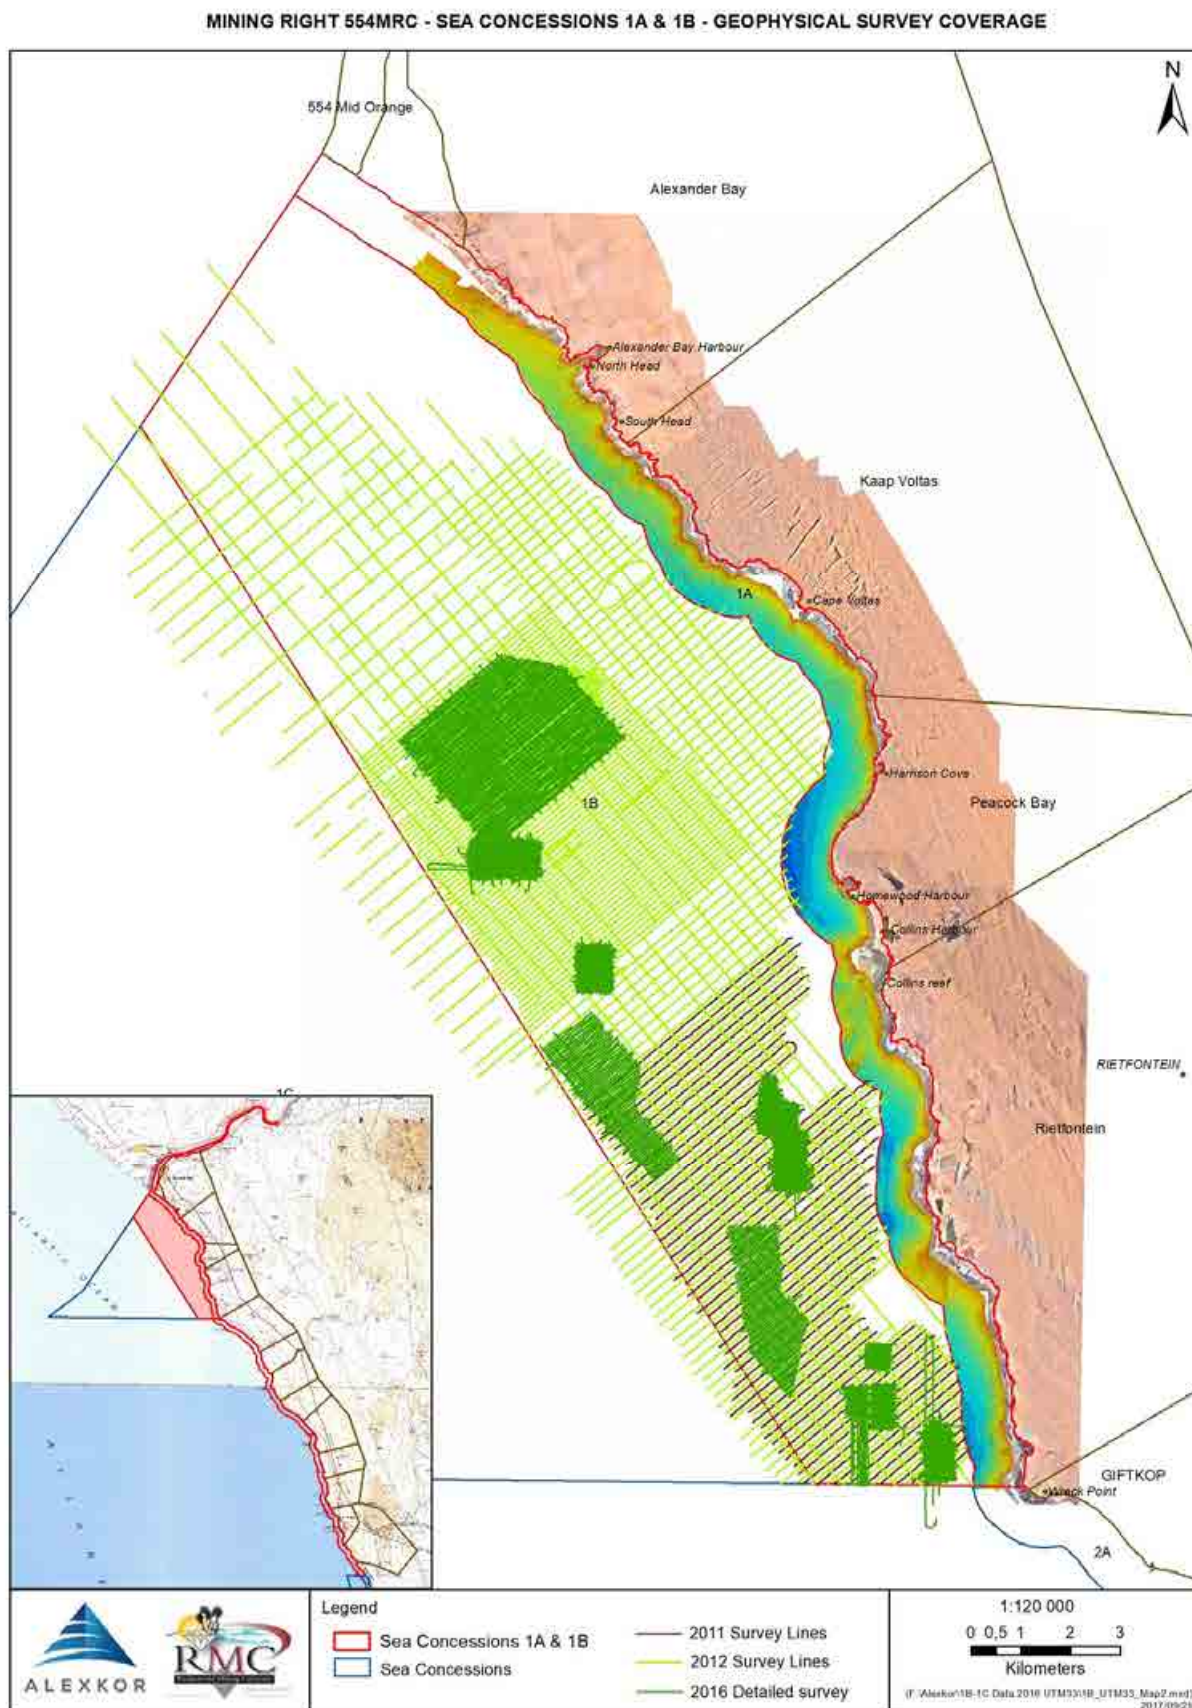 MINING RIGHT 554MRC - SEA CONCESSIONS 1A & 1B - GEOPHYSICAL SURVEY COVERAGE
N
554 Mid Orange
Alexander Bay
Alexander Bay Harbour
North Head
South Head
Kaap Voltas
1A
Cape Voltas
Harrison Cove
1B
Peacock Bay
Homewood Harbour
Collins Harbour
Collins reef
RIETFONTEIN
1C
Rietfontein
GIFTKOP
Wreck Point
2A
Legend
Sea Concessions 1A & 1B
Sea Concessions
2011 Survey Lines
2012 Survey Lines
2016 Detailed survey
1:120 000
0 0,5 1 2 3
Kilometers
2017/09/21
ALEXKOR
RMC